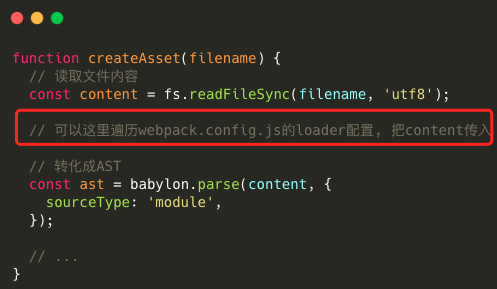 function createAsset(filename) {
  // 读取文件内容
  const content = fs.readFileSync(filename, 'utf8');
  // 可以这里遍历webpack.config.js的loader配置, 把content传入
  // 转化成AST
  const ast = babylon.parse(content, {
    sourceType: 'module',
  });
  // ...
}